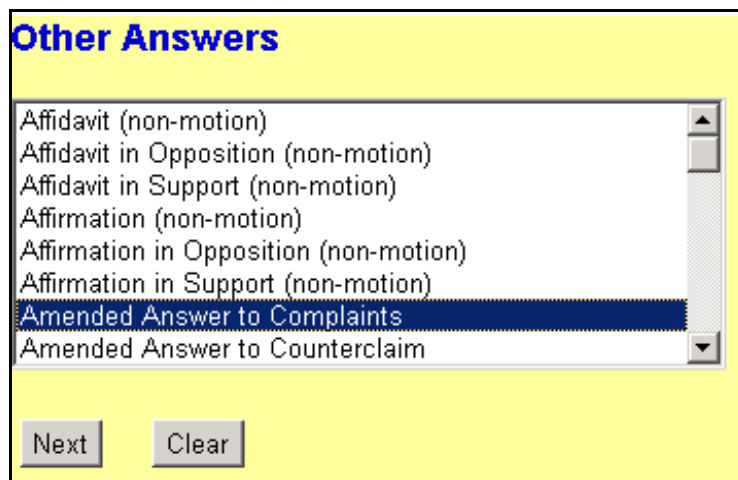 Other Answers
Affidavit (non-motion)
Affidavit in Opposition (non-motion)
Affidavit in Support (non-motion)
Affirmation (non-motion)
Affirmation in Opposition (non-motion)
Affirmation in Support (non-motion)
Amended Answer to Complaints
Amended Answer to Counterclaim
Next Clear